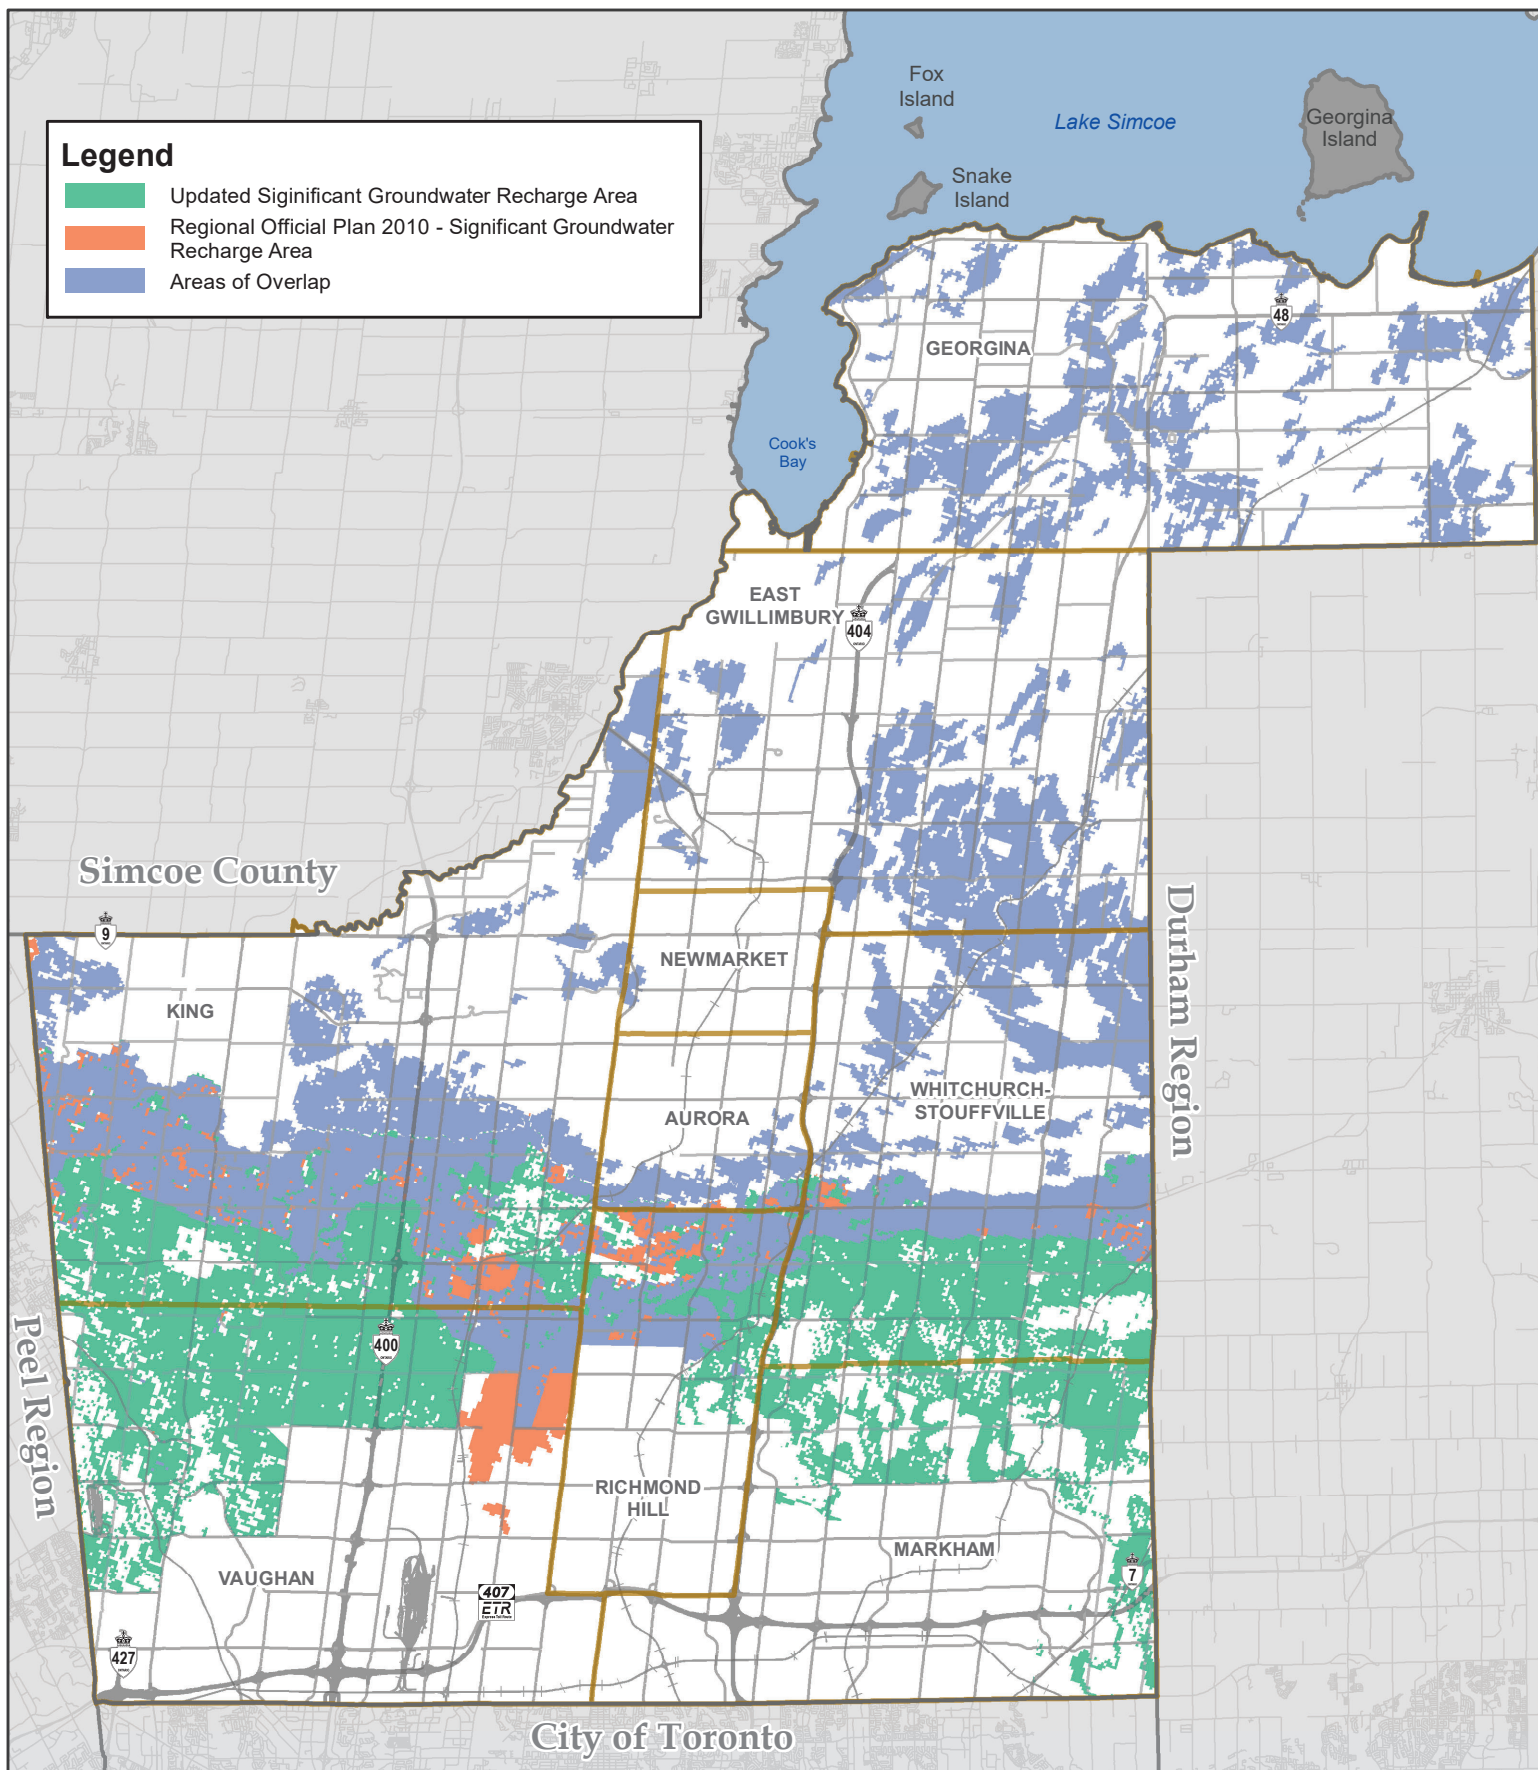 Fox
Island
Lake Simcoe
Georgina
Island
Snake
Island
Legend
Updated Siginificant Groundwater Recharge Area
Regional Official Plan 2010 - Significant Groundwater
Recharge Area
Areas of Overlap
48
GEORGINA
Cook's
Bay
EAST
GWILLIMBURY
404
Simcoe County
9
NEWMARKET
KING
Durham Region
WHITCHURCH-
STOUFFVILLE
AURORA
400
Peel Region
RICHMOND
HILL
MARKHAM
7
VAUGHAN
407
ETR
427
City of Toronto